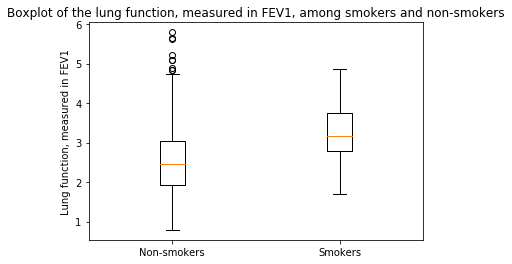 Boxplot of the lung function, measured in FEV1, among smokers and non-smokers
Lung function, measured in FEV1
6
5
4
3
2
1
Non-smokers
Smokers